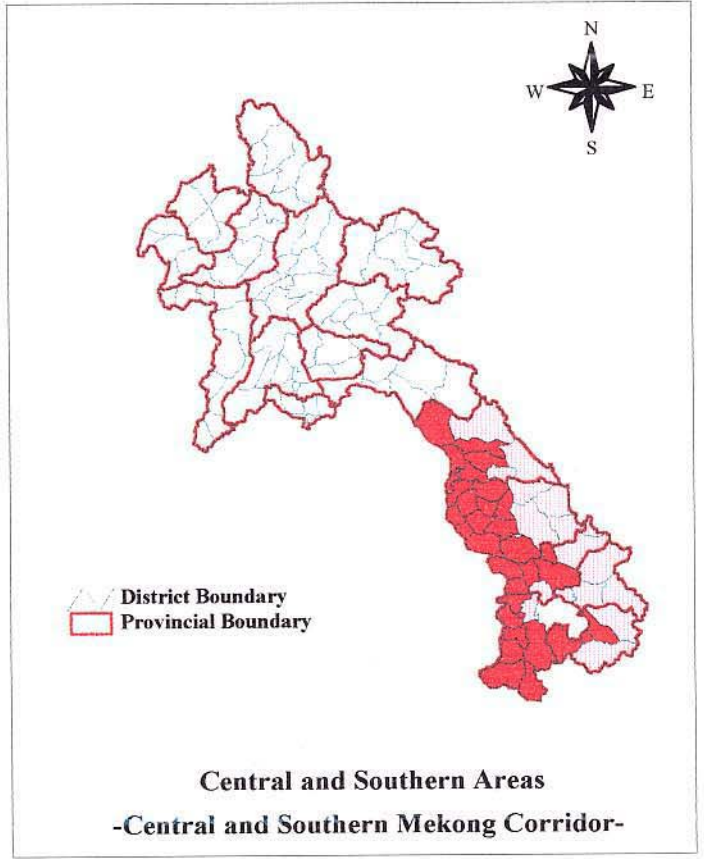 N
W E
S
District Boundary
Provincial Boundary
Central and Southern Areas
-Central and Southern Mekong Corridor-